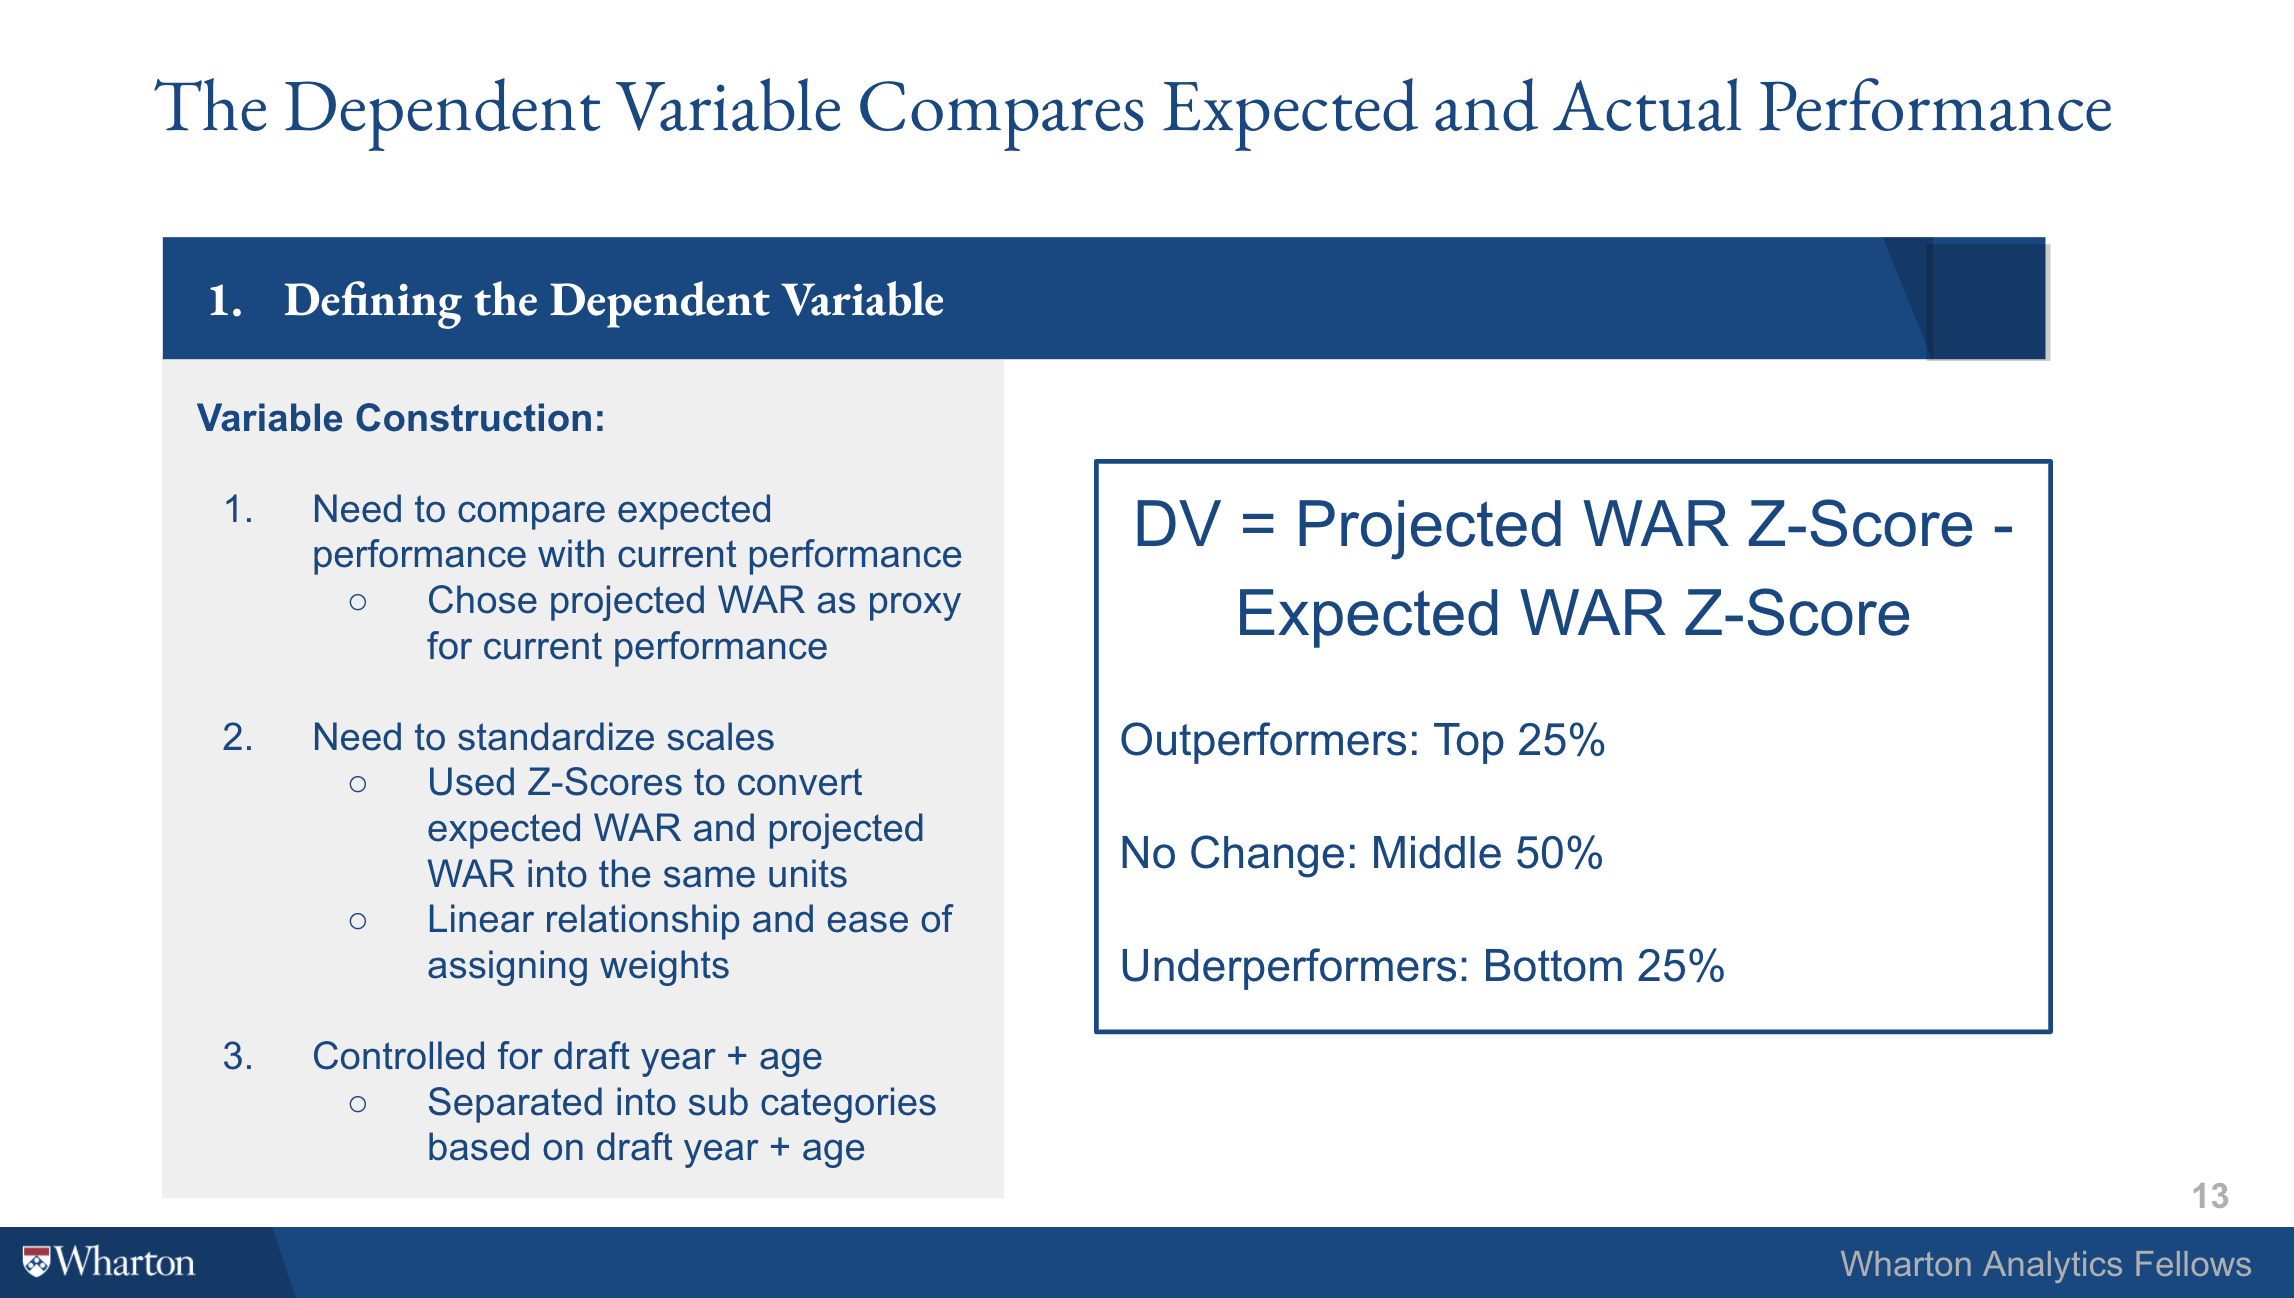 The Dependent Variable Compares Expected and Actual Performance
1. Defining the Dependent Variable
Variable Construction:
1. Need to compare expected
performance with current performance
○ Chose projected WAR as proxy
for current performance
2. Need to standardize scales
○ Used Z-Scores to convert
expected WAR and projected
WAR into the same units
○ Linear relationship and ease of
assigning weights
3. Controlled for draft year + age
○ Separated into sub categories
based on draft year + age
DV = Projected WAR Z-Score -
Expected WAR Z-Score
Outperformers: Top 25%
No Change: Middle 50%
Underperformers: Bottom 25%
13
Wharton
Wharton Analytics Fellows